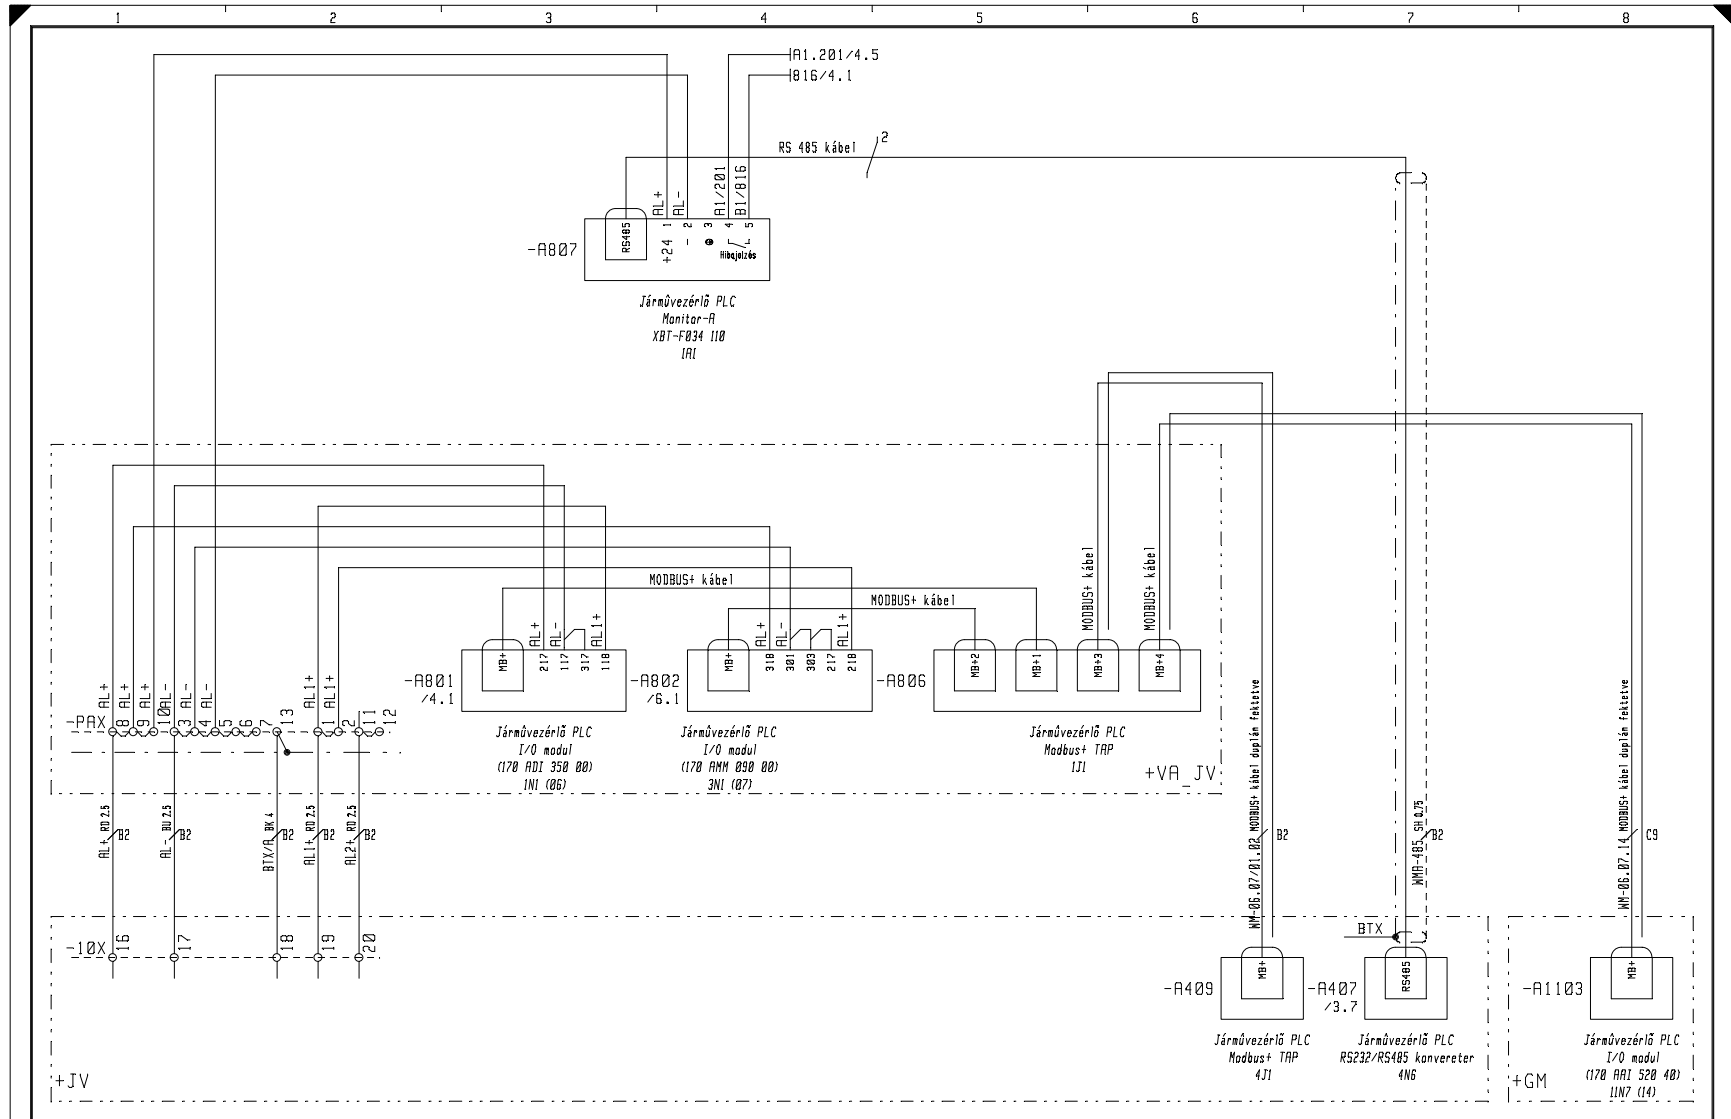 1 2 3 4 5 6 7 8
A1.201/4.5
816/4.1
RS 485 kábel
2
AL+
AL-
A1/201
B1/816
RS485
1 2 3 4 5
+24 -
Hibajelzés
-A807
Járművezérlő PLC
Monitor-A
XBT-F034 110
1A1
MODBUS+ kábel
MODBUS+ kábel
MODBUS+ kábel
MODBUS+ kábel
AL+
AL-
AL1+
MB+
217
117
317
118
-A801
/4.1
Járművezérlő PLC
I/O modul
(170 ADI 350 00)
1N1 (06)
AL+
AL-
AL1+
MB+
318
301
303
217
218
-A802
/6.1
Járművezérlő PLC
I/O modul
(170 AMM 090 00)
3N1 (07)
-A806
MB+2
MB+1
MB+3
MB+4
Járművezérlő PLC
Modbus+ TAP
1J1
+VA_JV
AL+
AL+
AL+
AL-
AL-
AL-
AL1+
AL1+
-PAX
8 9 10 3 4 5 6 7 13 1 2 11 12
AL+ RD 2.5
B2
AL- BU 2.5
B2
BTX/A BK 4
B2
AL1+ RD 2.5
B2
AL2+ RD 2.5
B2
WM-06.07/01.02 MODBUS+ kábel duplán fektetve
B2
WMA-485 SH 0.75
B2
WM-06.07.14 MODBUS+ kábel duplán fektetve
C9
-10X
16 17 18 19 20
BTX
-A409
MB+
Járművezérlő PLC
Modbus+ TAP
4J1
-A407
/3.7
RS485
Járművezérlő PLC
RS232/RS485 konvereter
4N6
-A1103
MB+
Járművezérlő PLC
I/O modul
(170 AAI 520 40)
11N7 (14)
+JV
+GM